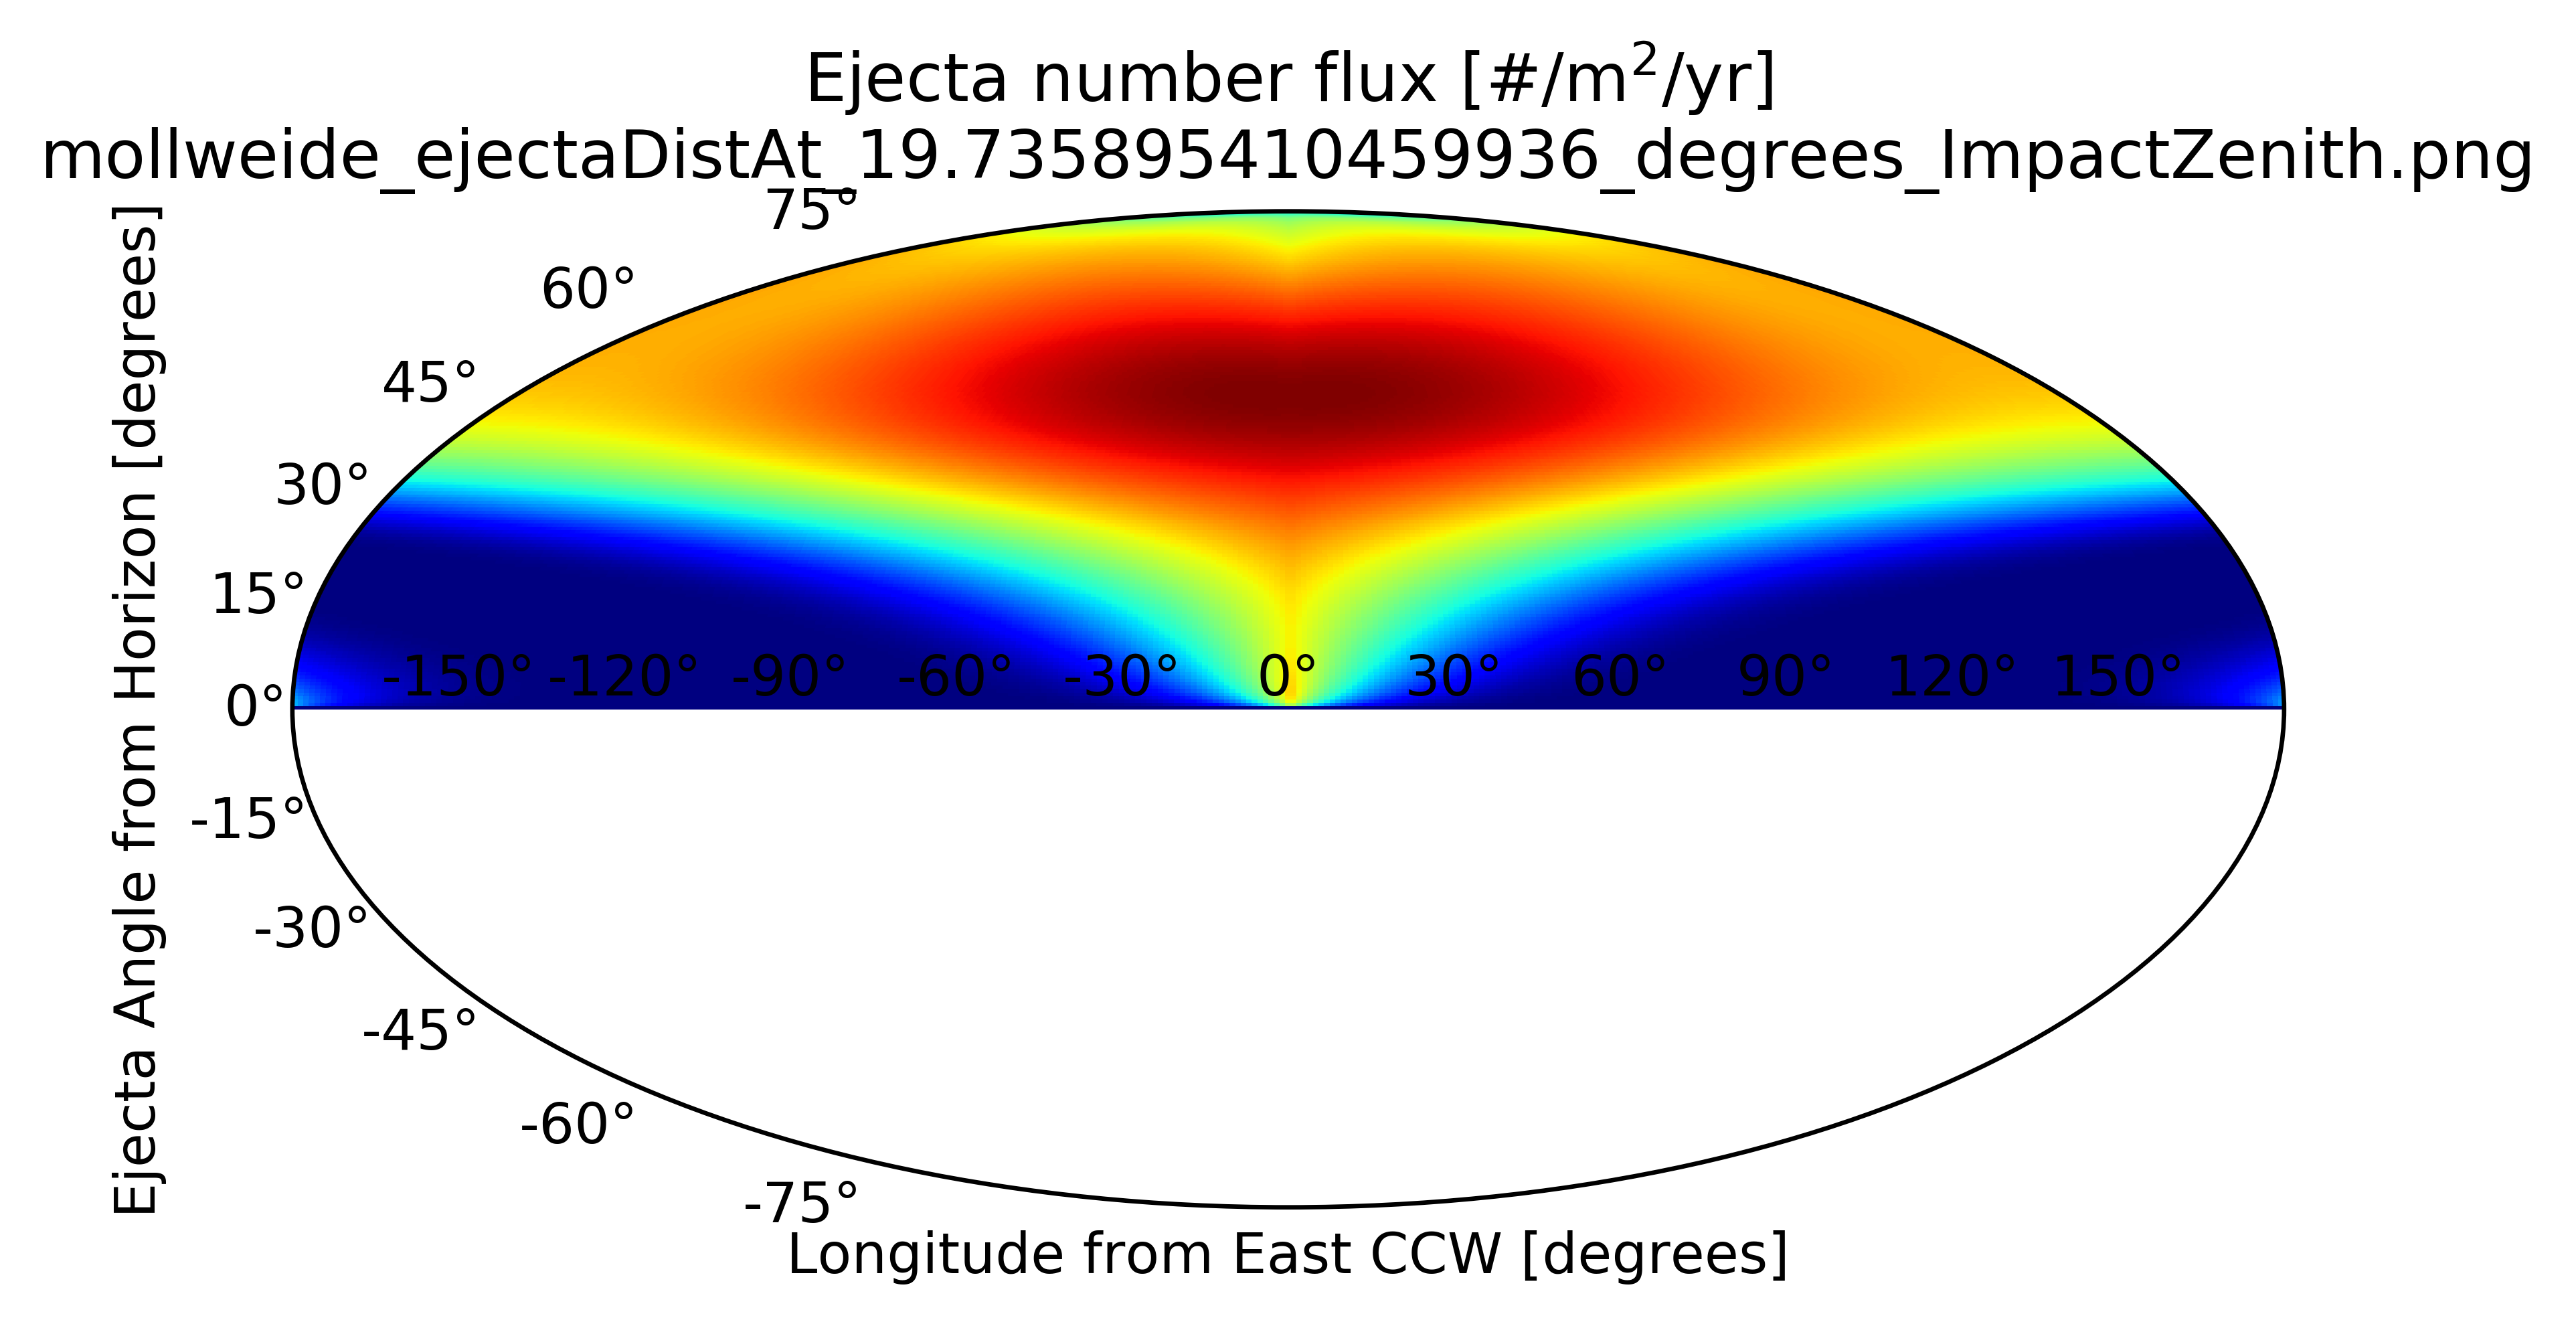 Ejecta number flux [#/m²/yr]
mollweide_ejectaDistAt_19.735895410459936_degrees_ImpactZenith.png
75°
60°
45°
30°
15°
0°
-15°
-30°
-45°
-60°
-75°
Ejecta Angle from Horizon [degrees]
-150° -120° -90° -60° -30° 0° 30° 60° 90° 120° 150°
Longitude from East CCW [degrees]